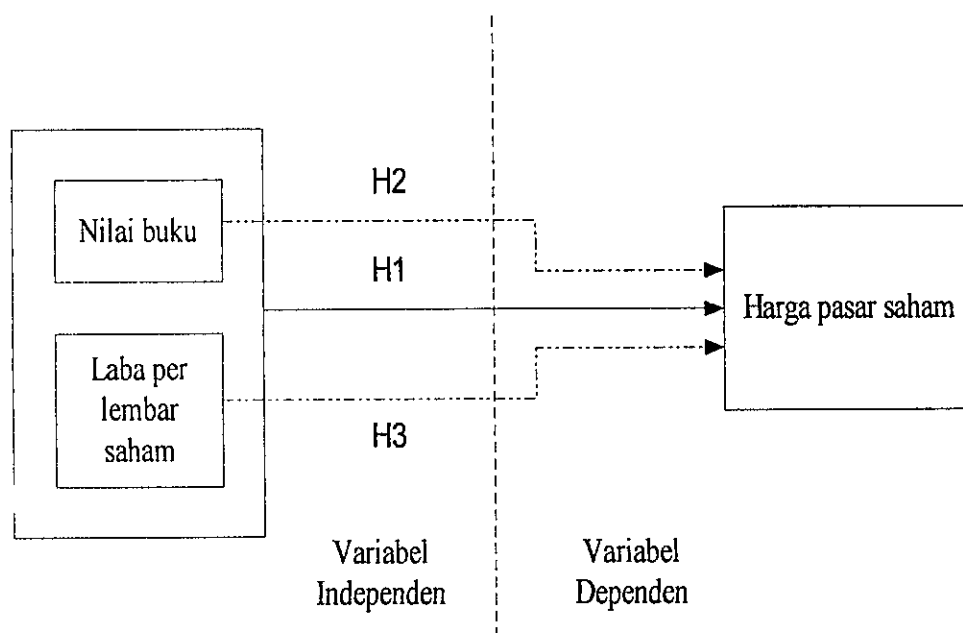 H2
Nilai buku
H1
Harga pasar saham
Laba per
lembar
saham
H3
Variabel
Independen
Variabel
Dependen